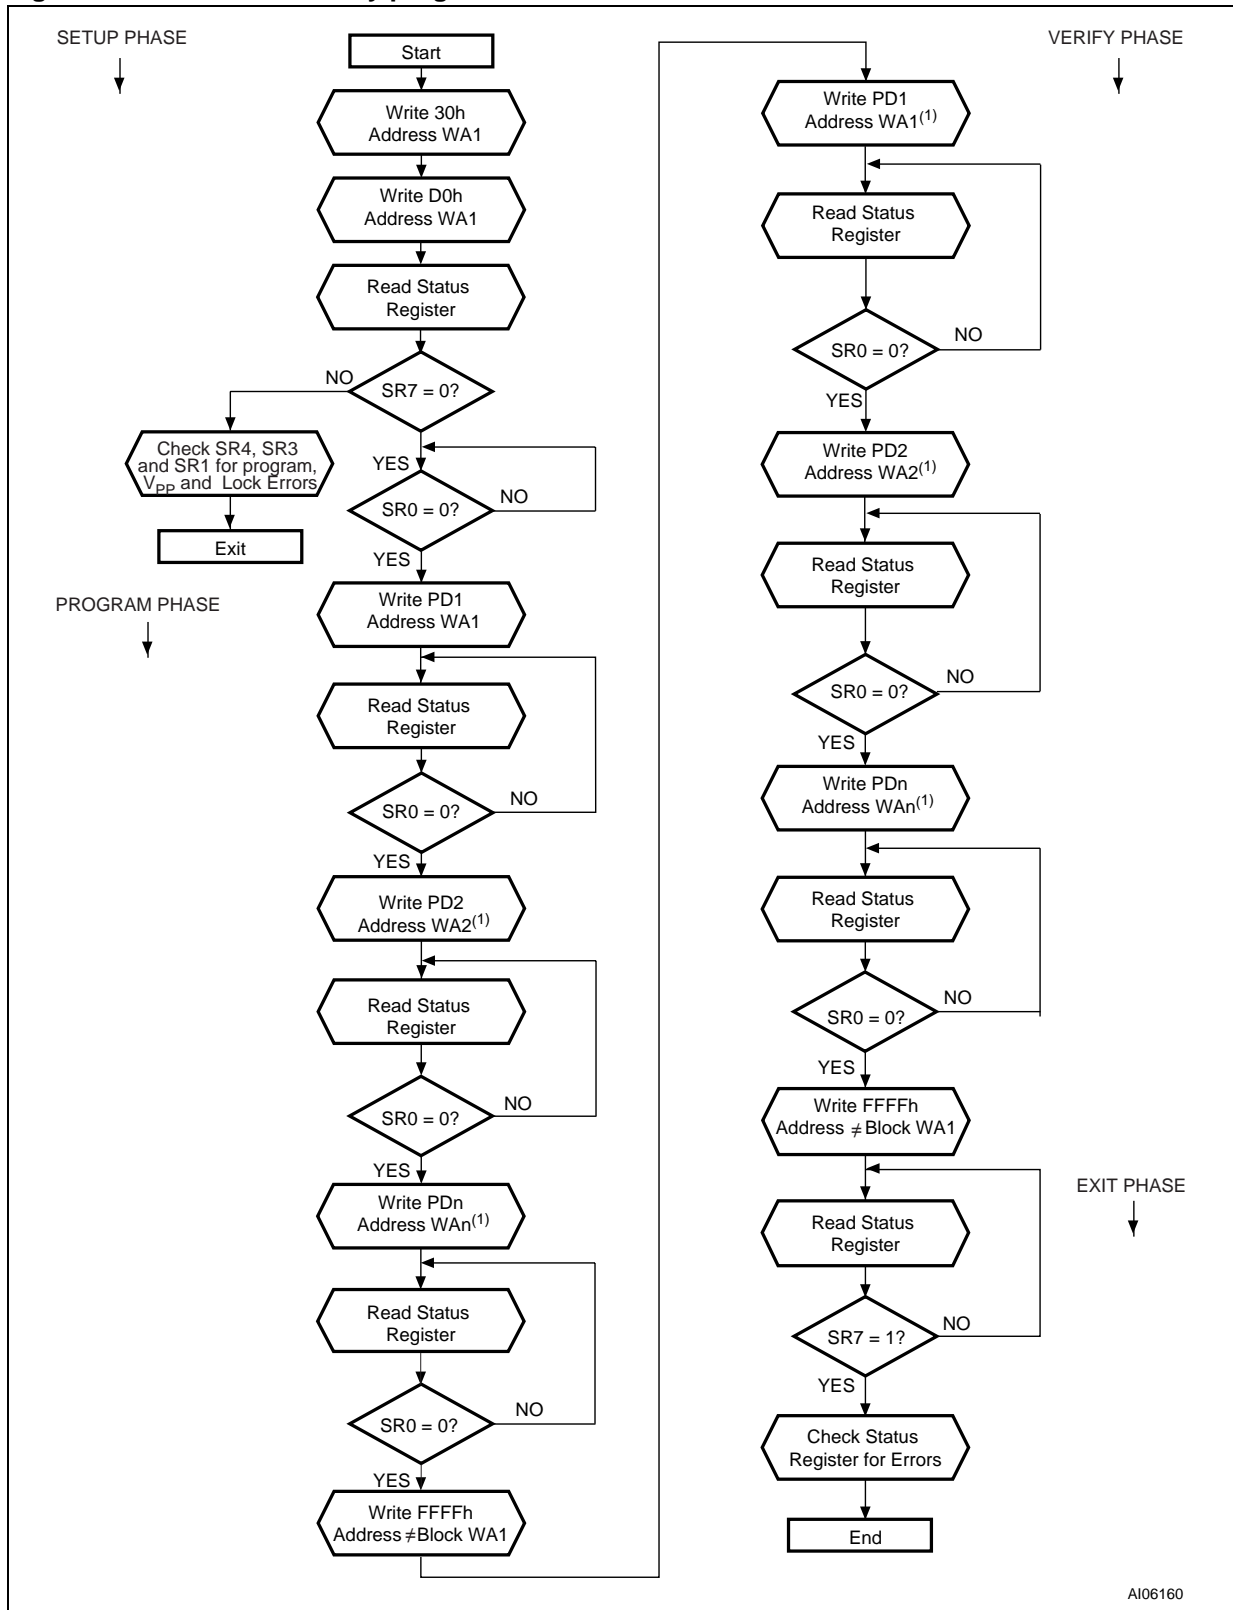 SETUP PHASE
Start
Write 30h
Address WA1
Write D0h
Address WA1
Read Status
Register
NO
SR7 = 0?
Check SR4, SR3
and SR1 for program,
VPP and Lock Errors
Exit
YES
SR0 = 0?
NO
YES
PROGRAM PHASE
Write PD1
Address WA1
Read Status
Register
SR0 = 0?
NO
YES
Write PD2
Address WA2(1)
Read Status
Register
SR0 = 0?
NO
YES
Write PDn
Address WAn(1)
Read Status
Register
SR0 = 0?
NO
YES
Write FFFFh
Address ≠Block WA1
VERIFY PHASE
Write PD1
Address WA1(1)
Read Status
Register
SR0 = 0?
NO
YES
Write PD2
Address WA2(1)
Read Status
Register
SR0 = 0?
NO
YES
Write PDn
Address WAn(1)
Read Status
Register
SR0 = 0?
NO
YES
Write FFFFh
Address ≠ Block WA1
EXIT PHASE
Read Status
Register
SR7 = 1?
NO
YES
Check Status
Register for Errors
End
AI06160